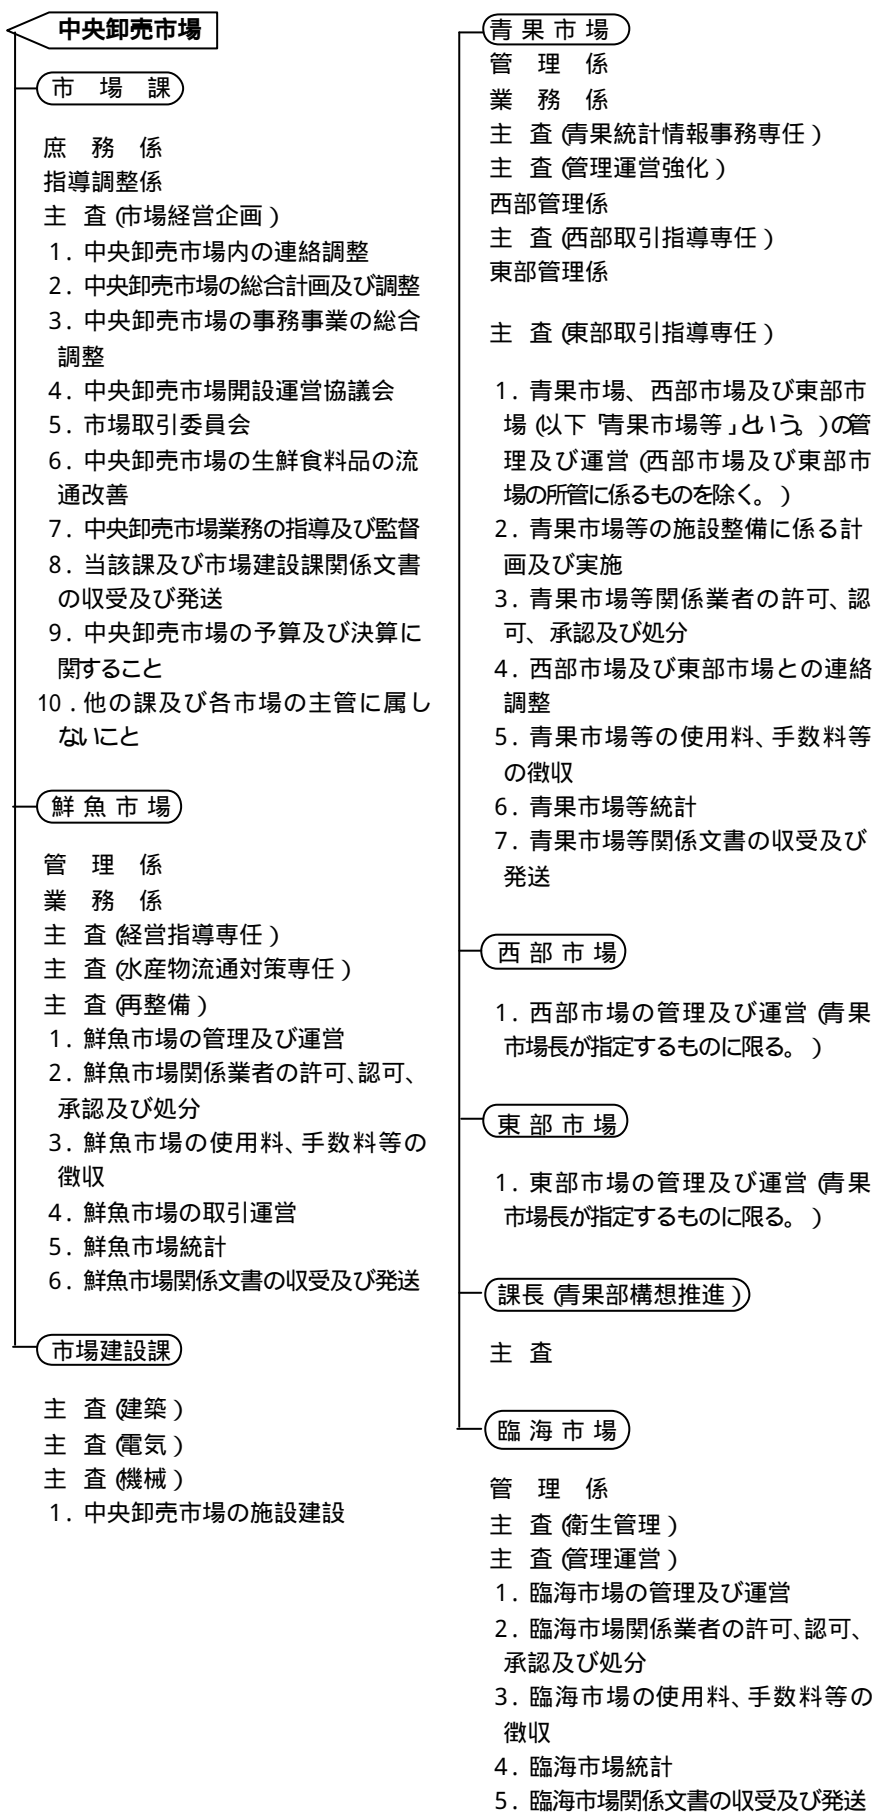 中央卸売市場
市場課
庶務係
指導調整係
主査(市場経営企画)
1.中央卸売市場内の連絡調整
2.中央卸売市場の総合計画及び調整
3.中央卸売市場の事務事業の総合
調整
4.中央卸売市場開設運営協議会
5.市場取引委員会
6.中央卸売市場の生鮮食料品の流
通改善
7.中央卸売市場業務の指導及び監督
8.当該課及び市場建設課関係文書
の収受及び発送
9.中央卸売市場の予算及び決算に
関すること
10.他の課及び各市場の主管に属し
ないこと
鮮魚市場
管理係
業務係
主査(経営指導専任)
主査(水産物流通対策専任)
主査(再整備)
1.鮮魚市場の管理及び運営
2.鮮魚市場関係業者の許可、認可、
承認及び処分
3.鮮魚市場の使用料、手数料等の
徴収
4.鮮魚市場の取引運営
5.鮮魚市場統計
6.鮮魚市場関係文書の収受及び発送
市場建設課
主査(建築)
主査(電気)
主査(機械)
1.中央卸売市場の施設建設
青果市場
管理係
業務係
主査(青果統計情報事務専任)
主査(管理運営強化)
西部管理係
主査(西部取引指導専任)
東部管理係
主査(東部取引指導専任)
1.青果市場、西部市場及び東部市
場(以下「青果市場等」という。)の管
理及び運営(西部市場及び東部市
場の所管に係るものを除く。)
2.青果市場等の施設整備に係る計
画及び実施
3.青果市場等関係業者の許可、認
可、承認及び処分
4.西部市場及び東部市場との連絡
調整
5.青果市場等の使用料、手数料等
の徴収
6.青果市場等統計
7.青果市場等関係文書の収受及び
発送
西部市場
1.西部市場の管理及び運営(青果
市場長が指定するものに限る。)
東部市場
1.東部市場の管理及び運営(青果
市場長が指定するものに限る。)
課長(青果部構想推進)
主査
臨海市場
管理係
主査(衛生管理)
主査(管理運営)
1.臨海市場の管理及び運営
2.臨海市場関係業者の許可、認可、
承認及び処分
3.臨海市場の使用料、手数料等の
徴収
4.臨海市場統計
5.臨海市場関係文書の収受及び発送